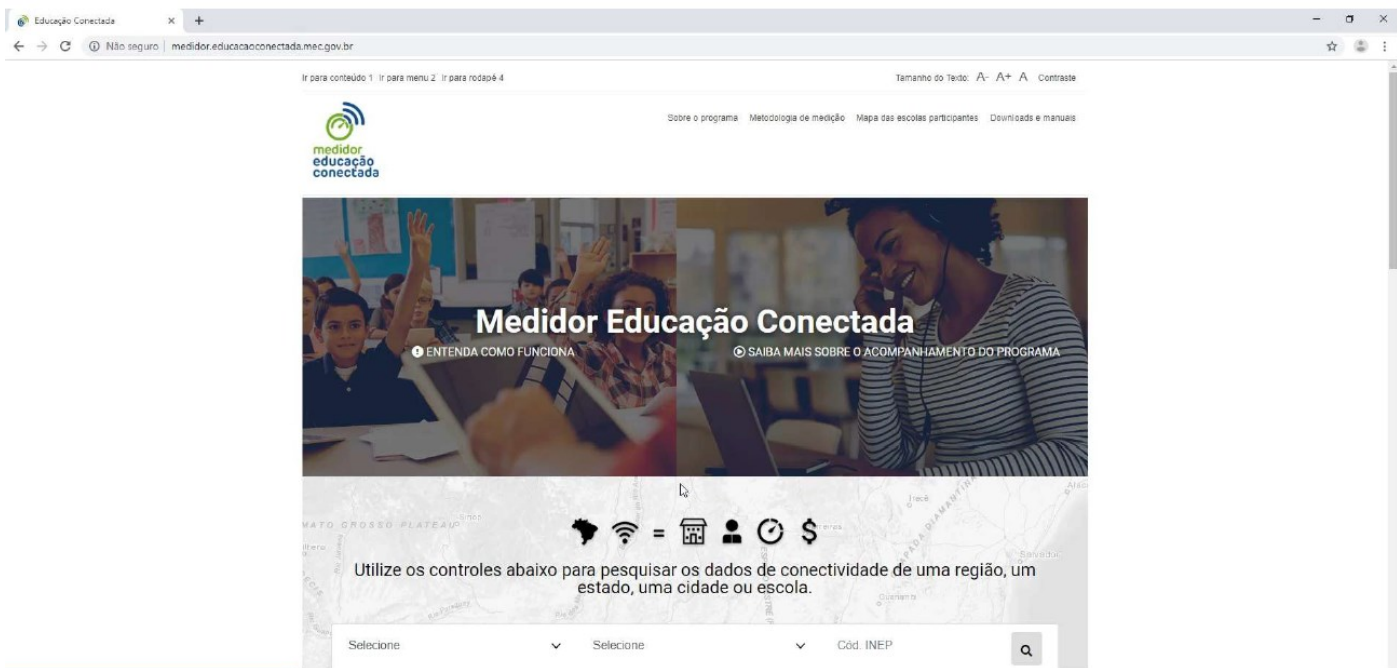 Educação Conectada
Não seguro medidor.educacaoconectada.mec.gov.br
Ir para conteúdo 1 Ir para menu 2 Ir para rodapé 4
Tamanho do Texto: A- A+ A Contraste
medidor
educação
conectada
Sobre o programa Metodologia de medição Mapa das escolas participantes Downloads e manuais
Medidor Educação Conectada
ENTENDA COMO FUNCIONA
SAIBA MAIS SOBRE O ACOMPANHAMENTO DO PROGRAMA
MATO GROSSO PLATEAU
= $
Utilize os controles abaixo para pesquisar os dados de conectividade de uma região, um
estado, uma cidade ou escola.
Selecione Selecione Cód. INEP